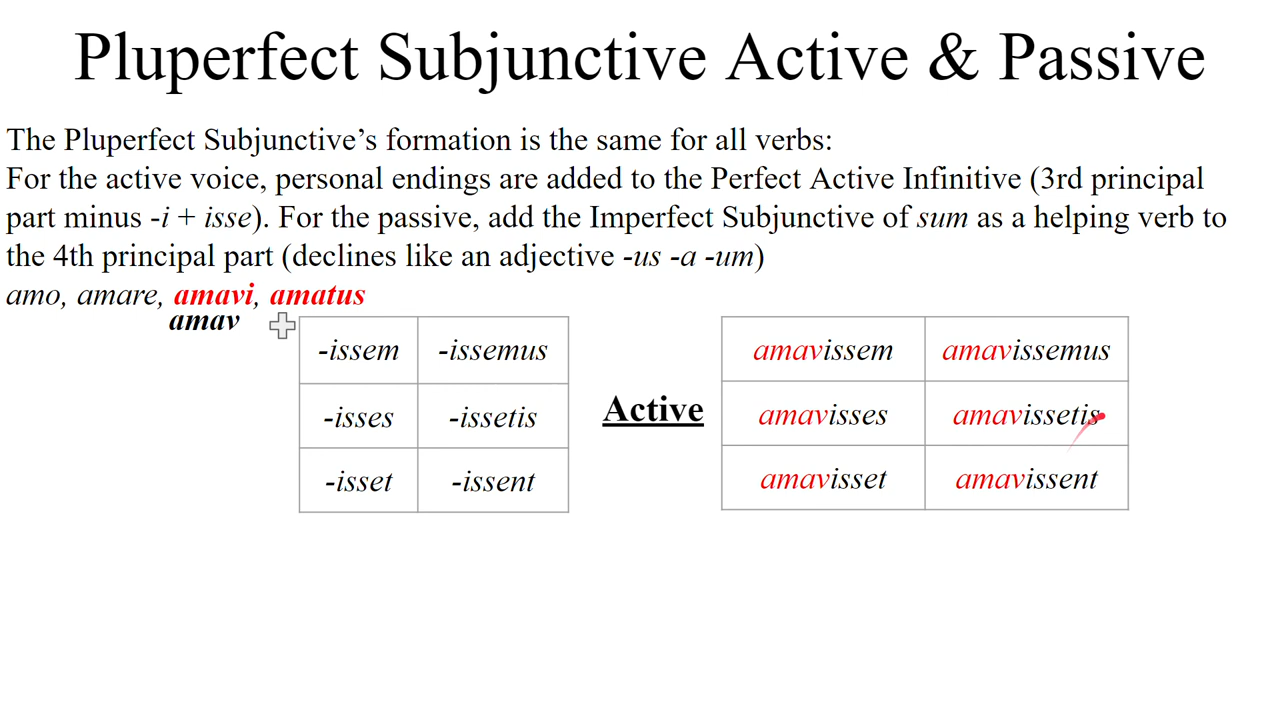 Pluperfect Subjunctive Active & Passive
The Pluperfect Subjunctive’s formation is the same for all verbs:
For the active voice, personal endings are added to the Perfect Active Infinitive (3rd principal
part minus -i + isse). For the passive, add the Imperfect Subjunctive of sum as a helping verb to
the 4th principal part (declines like an adjective -us -a -um)
amo, amare, amavi, amatus
amav
-issem -issemus
-isses -issetis
-isset -issent
Active
amavissem amavissemus
amavisses amavissetis
amavisset amavissent